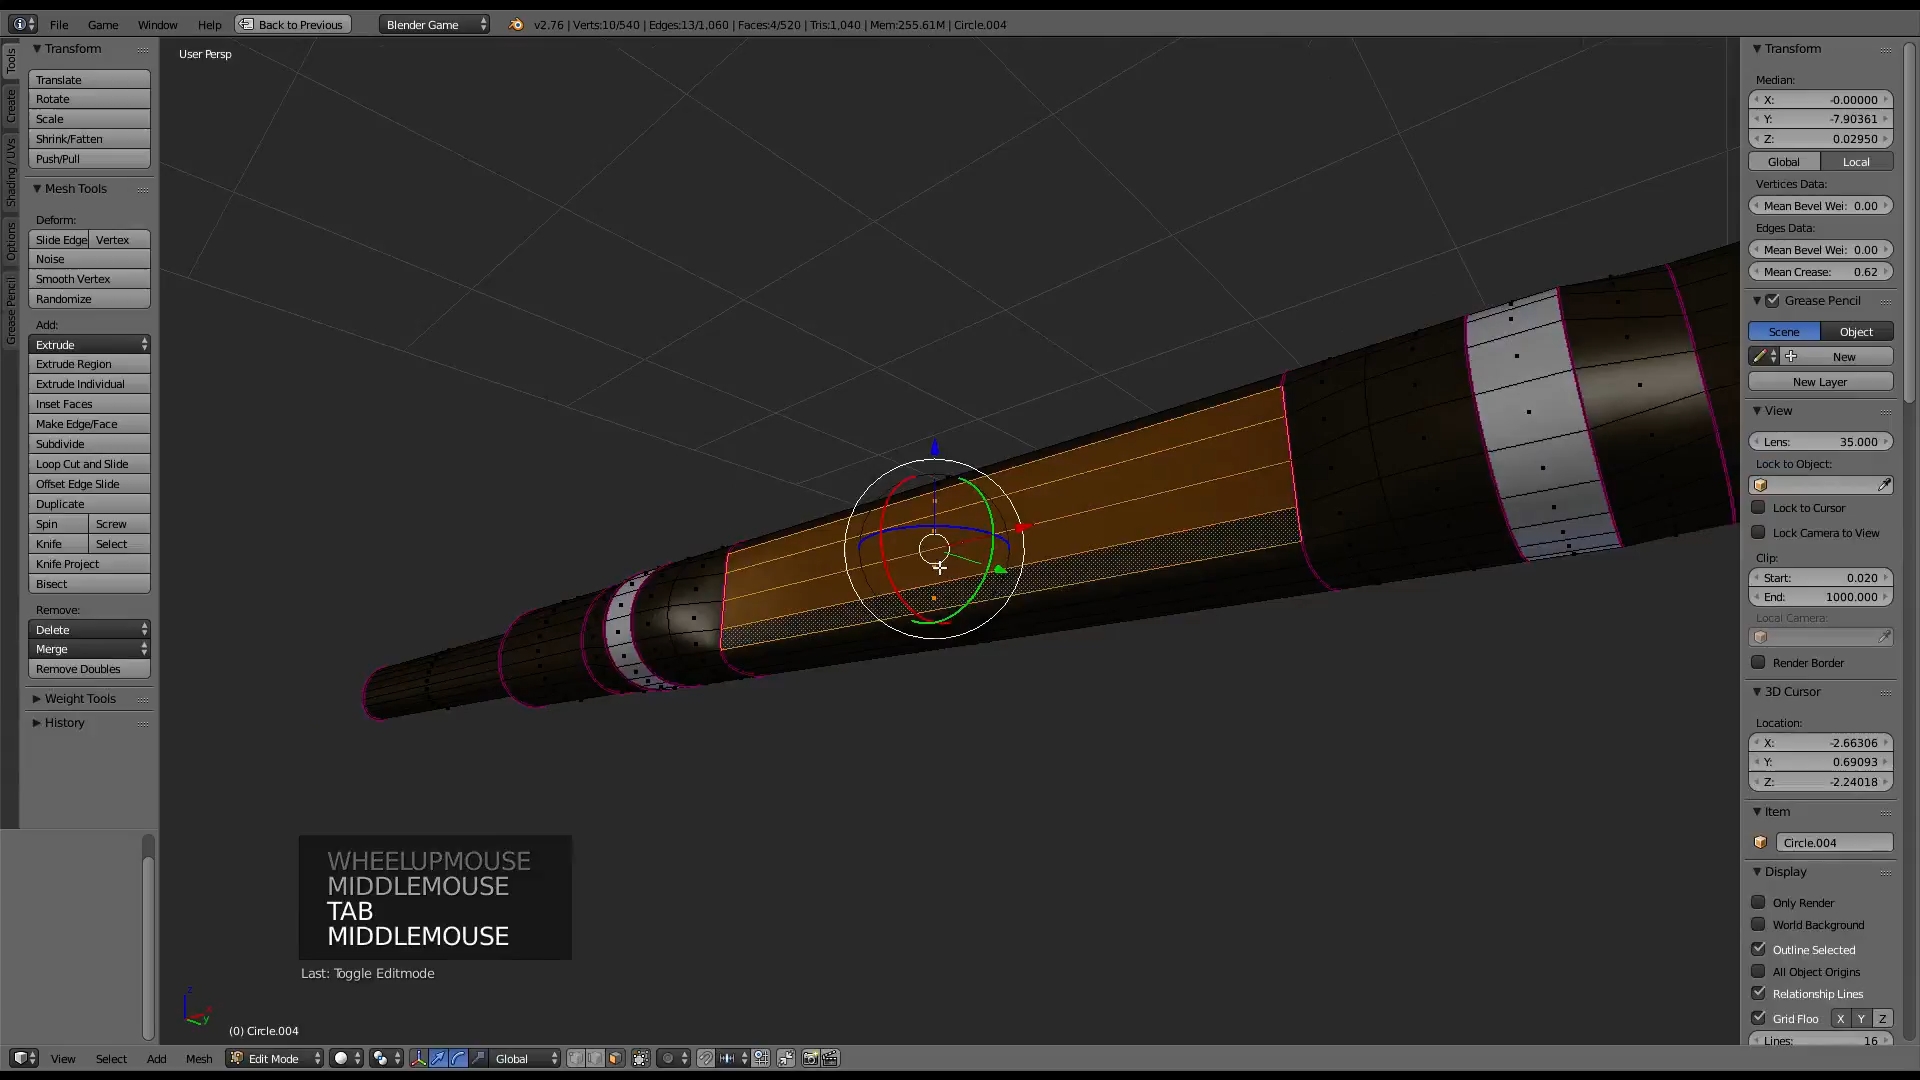 File Game Window Help Back to Previous Blender Game v2.76 | Verts:10/540 | Edges:13/1,060 | Faces:4/520 | Tris:1,040 | Mem:255.61M | Circle.004
Tools
Create
Shading / UVs
Options
Grease Pencil
Transform
Translate
Rotate
Scale
Shrink/Fatten
Push/Pull
Mesh Tools
Deform:
Slide Edge Vertex
Noise
Smooth Vertex
Randomize
Add:
Extrude
Extrude Region
Extrude Individual
Inset Faces
Make Edge/Face
Subdivide
Loop Cut and Slide
Offset Edge Slide
Duplicate
Spin Screw
Knife Select
Knife Project
Bisect
Remove:
Delete
Merge
Remove Doubles
Weight Tools
History
User Persp
WHEELUPMOUSE
MIDDLEMOUSE
TAB
MIDDLEMOUSE
Last: Toggle Editmode
z
y
(0) Circle.004
Transform
Median:
X: -0.00000
Y: -7.90361
Z: 0.02950
Global Local
Vertices Data:
Mean Bevel Wei: 0.00
Edges Data:
Mean Bevel Wei: 0.00
Mean Crease: 0.62
Grease Pencil
Scene Object
New
New Layer
View
Lens: 35.000
Lock to Object:
Lock to Cursor
Lock Camera to View
Clip:
Start: 0.020
End: 1000.000
Local Camera:
Render Border
3D Cursor
Location:
X: -2.66306
Y: 0.69093
Z: -2.24018
Item
Circle.004
Display
Only Render
World Background
Outline Selected
All Object Origins
Relationship Lines
Grid Floo X Y Z
Lines: 16
View Select Add Mesh Edit Mode Global